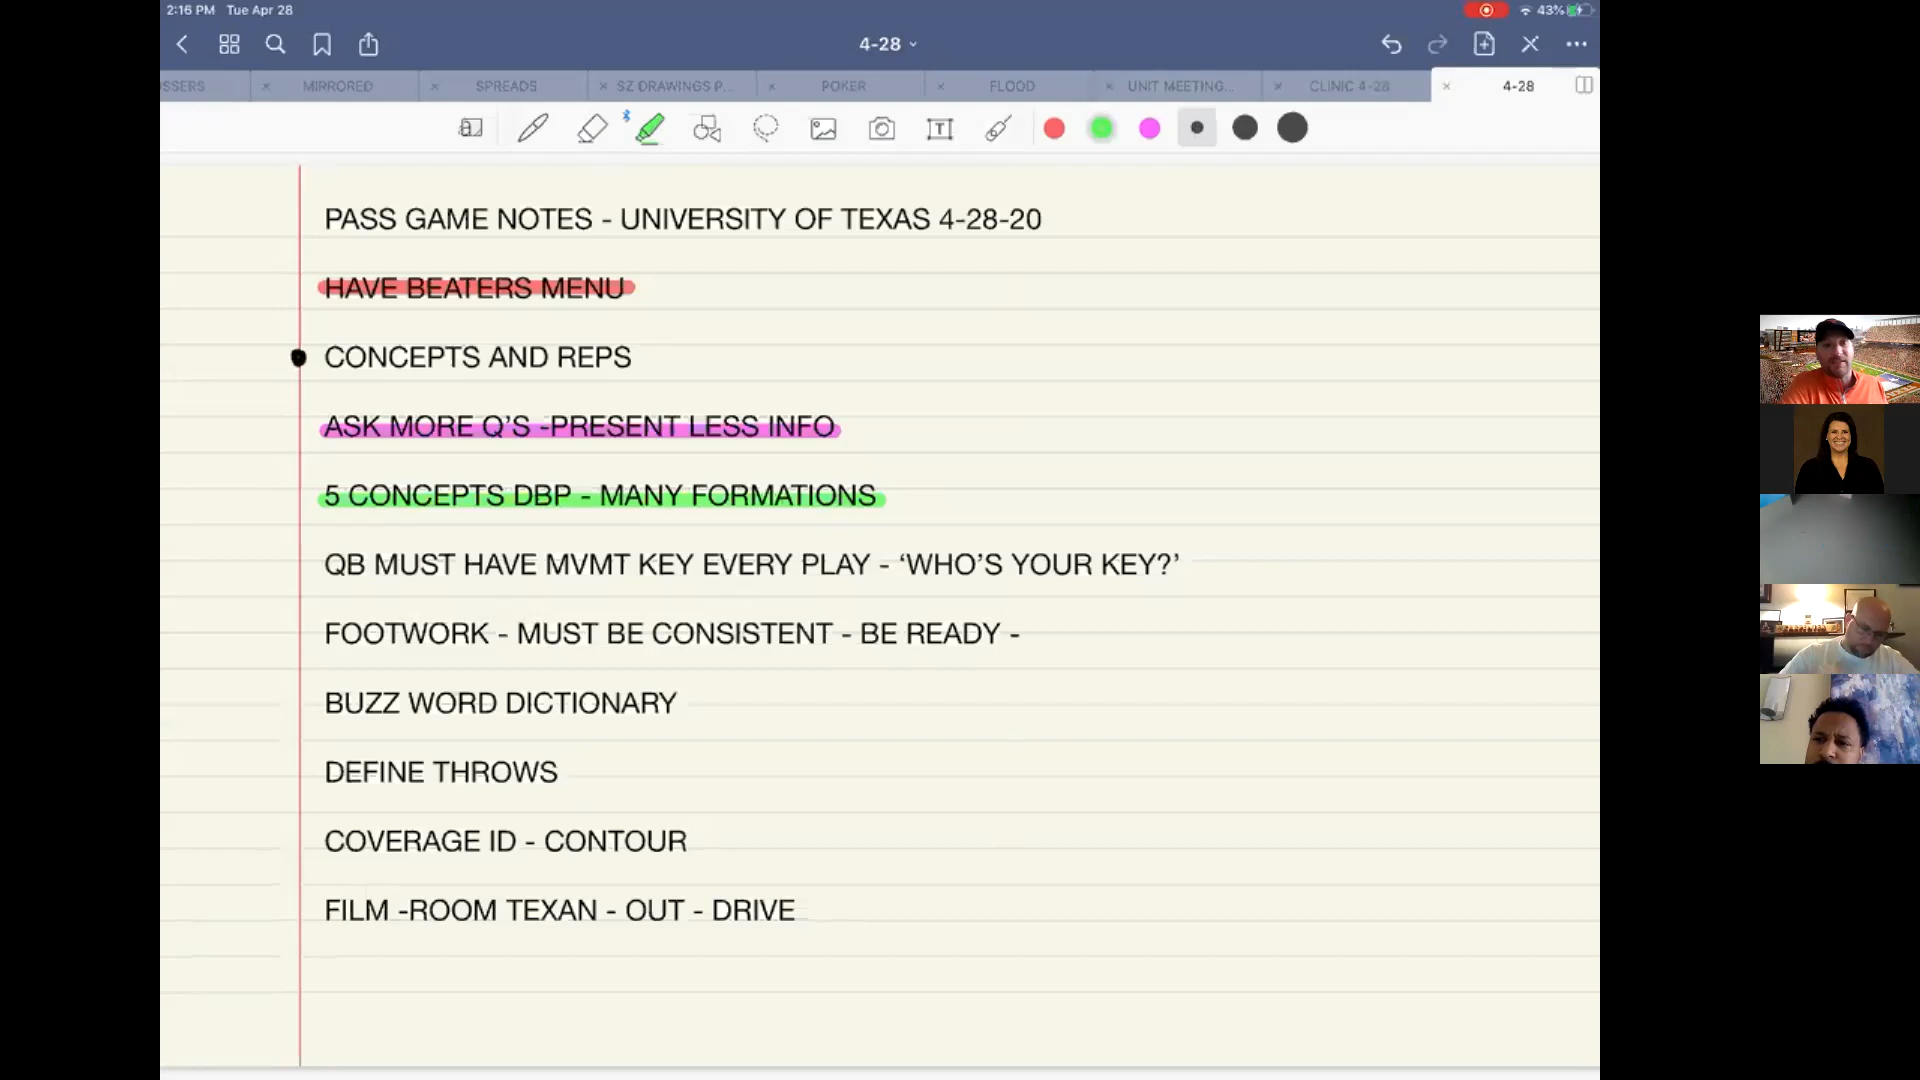 2:16 PM Tue Apr 28
43%
4-28
OSSERS
MIRRORED
SPREADS
SZ DRAWINGS P...
POKER
FLOOD
UNIT MEETING...
CLINIC 4-28
4-28
PASS GAME NOTES - UNIVERSITY OF TEXAS 4-28-20
HAVE BEATERS MENU
CONCEPTS AND REPS
ASK MORE Q’S -PRESENT LESS INFO
5 CONCEPTS DBP - MANY FORMATIONS
QB MUST HAVE MVMT KEY EVERY PLAY - ‘WHO’S YOUR KEY?’
FOOTWORK - MUST BE CONSISTENT - BE READY -
BUZZ WORD DICTIONARY
DEFINE THROWS
COVERAGE ID - CONTOUR
FILM -ROOM TEXAN - OUT - DRIVE